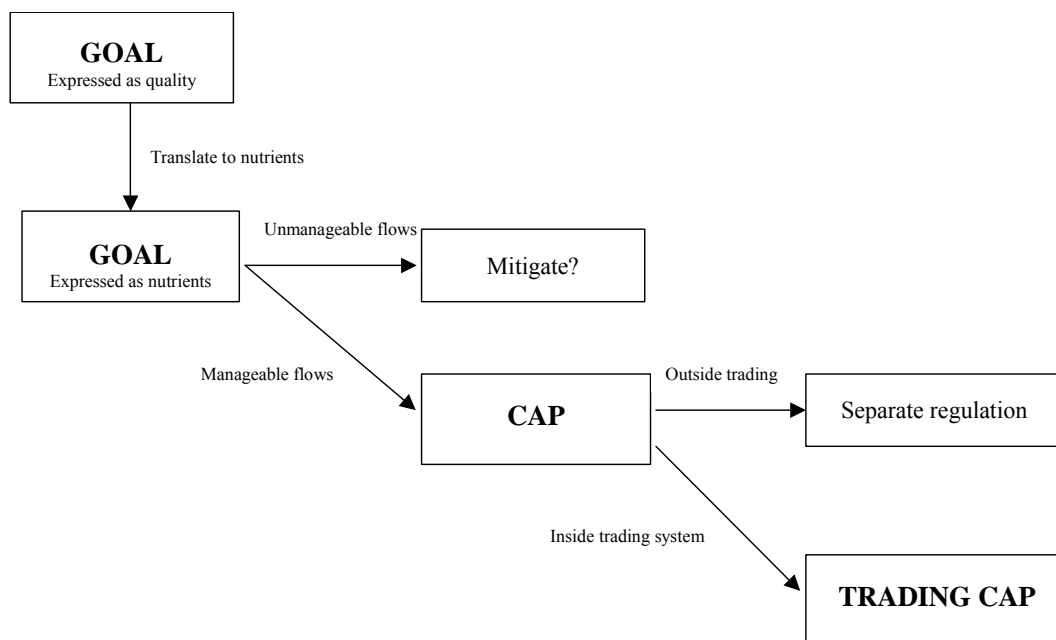 GOAL
Expressed as quality
Translate to nutrients
GOAL
Expressed as nutrients
Unmanageable flows
Mitigate?
Manageable flows
CAP
Outside trading
Separate regulation
Inside trading system
TRADING CAP